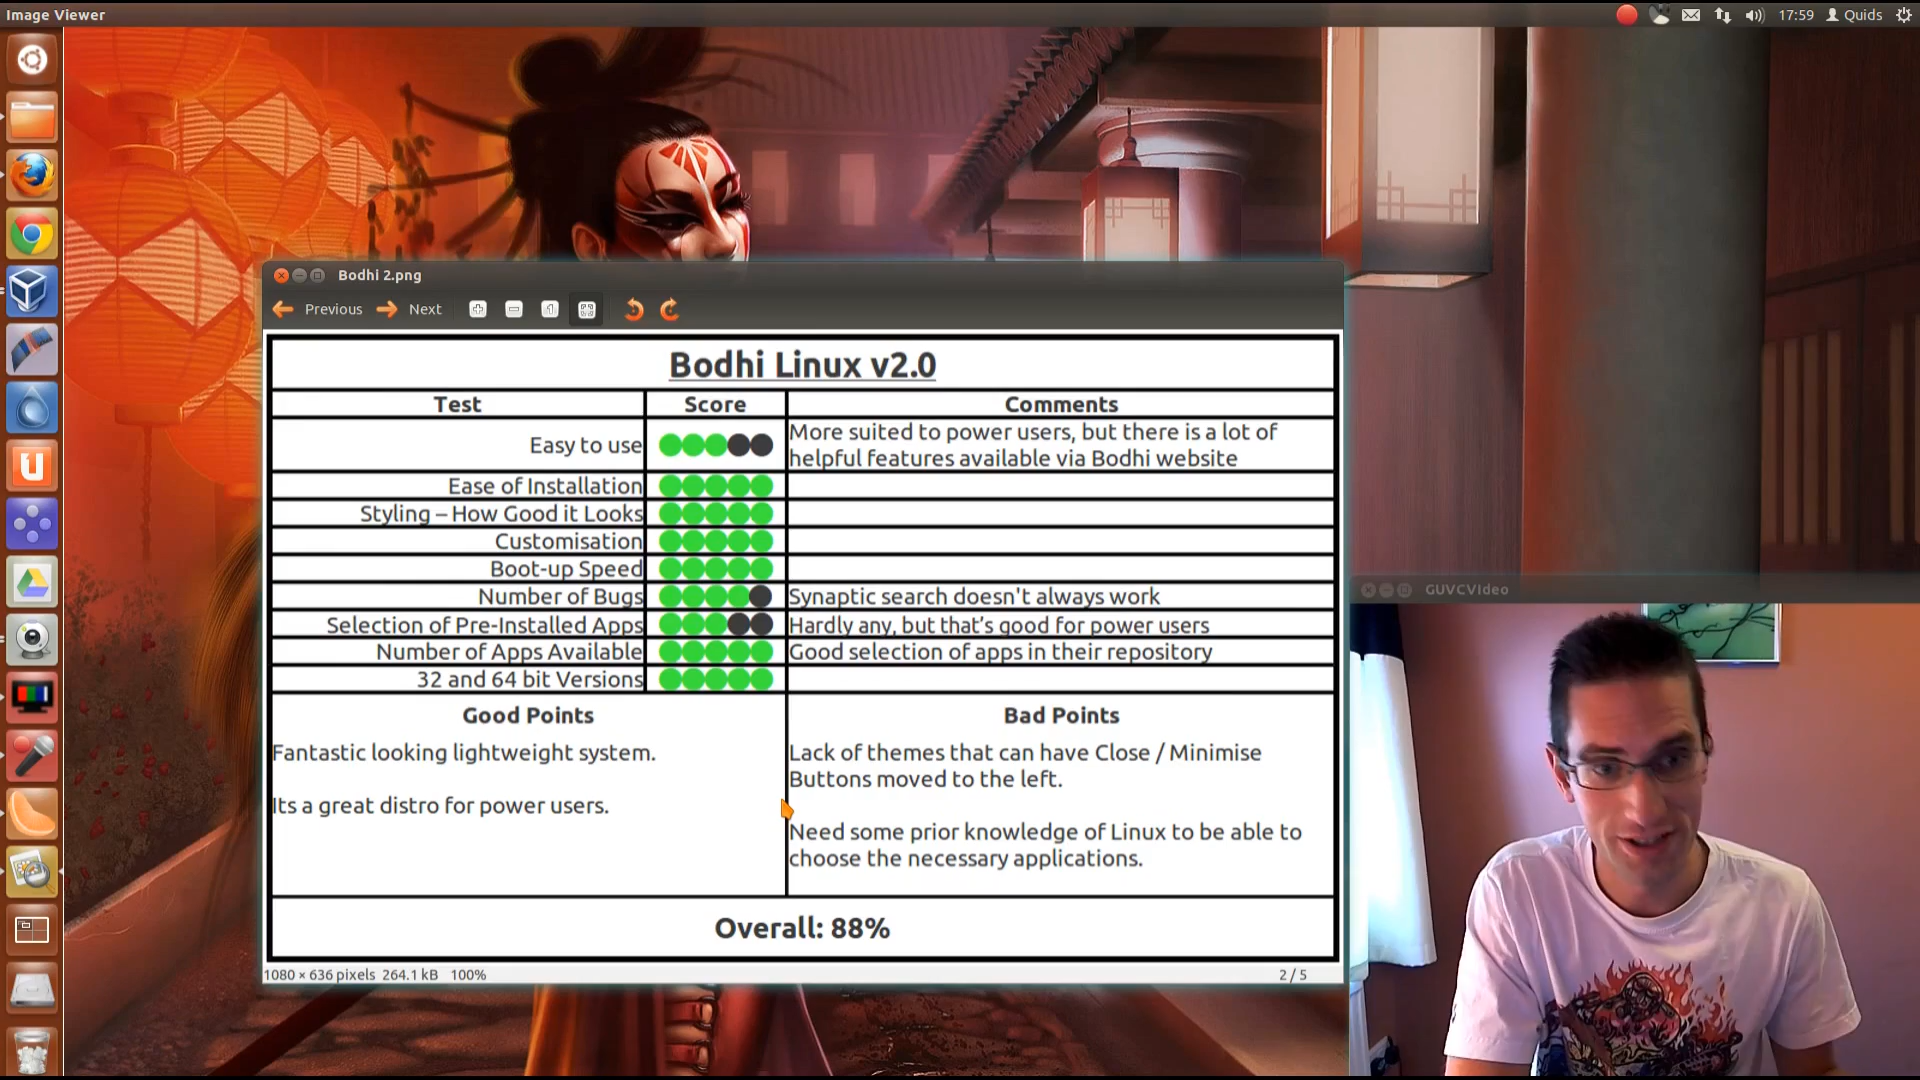 Image Viewer
17:59 Quids
Bodhi 2.png
Previous Next
Bodhi Linux v2.0
Test Score Comments
Easy to use More suited to power users, but there is a lot of
helpful features available via Bodhi website
Ease of Installation
Styling – How Good it Looks
Customisation
Boot-up Speed
Number of Bugs Synaptic search doesn't always work
Selection of Pre-Installed Apps Hardly any, but that’s good for power users
Number of Apps Available Good selection of apps in their repository
32 and 64 bit Versions
GUVCVideo
Good Points
Fantastic looking lightweight system.
Its a great distro for power users.
Bad Points
Lack of themes that can have Close / Minimise
Buttons moved to the left.
Need some prior knowledge of Linux to be able to
choose the necessary applications.
Overall: 88%
1080 × 636 pixels 264.1 kB 100% 2 / 5